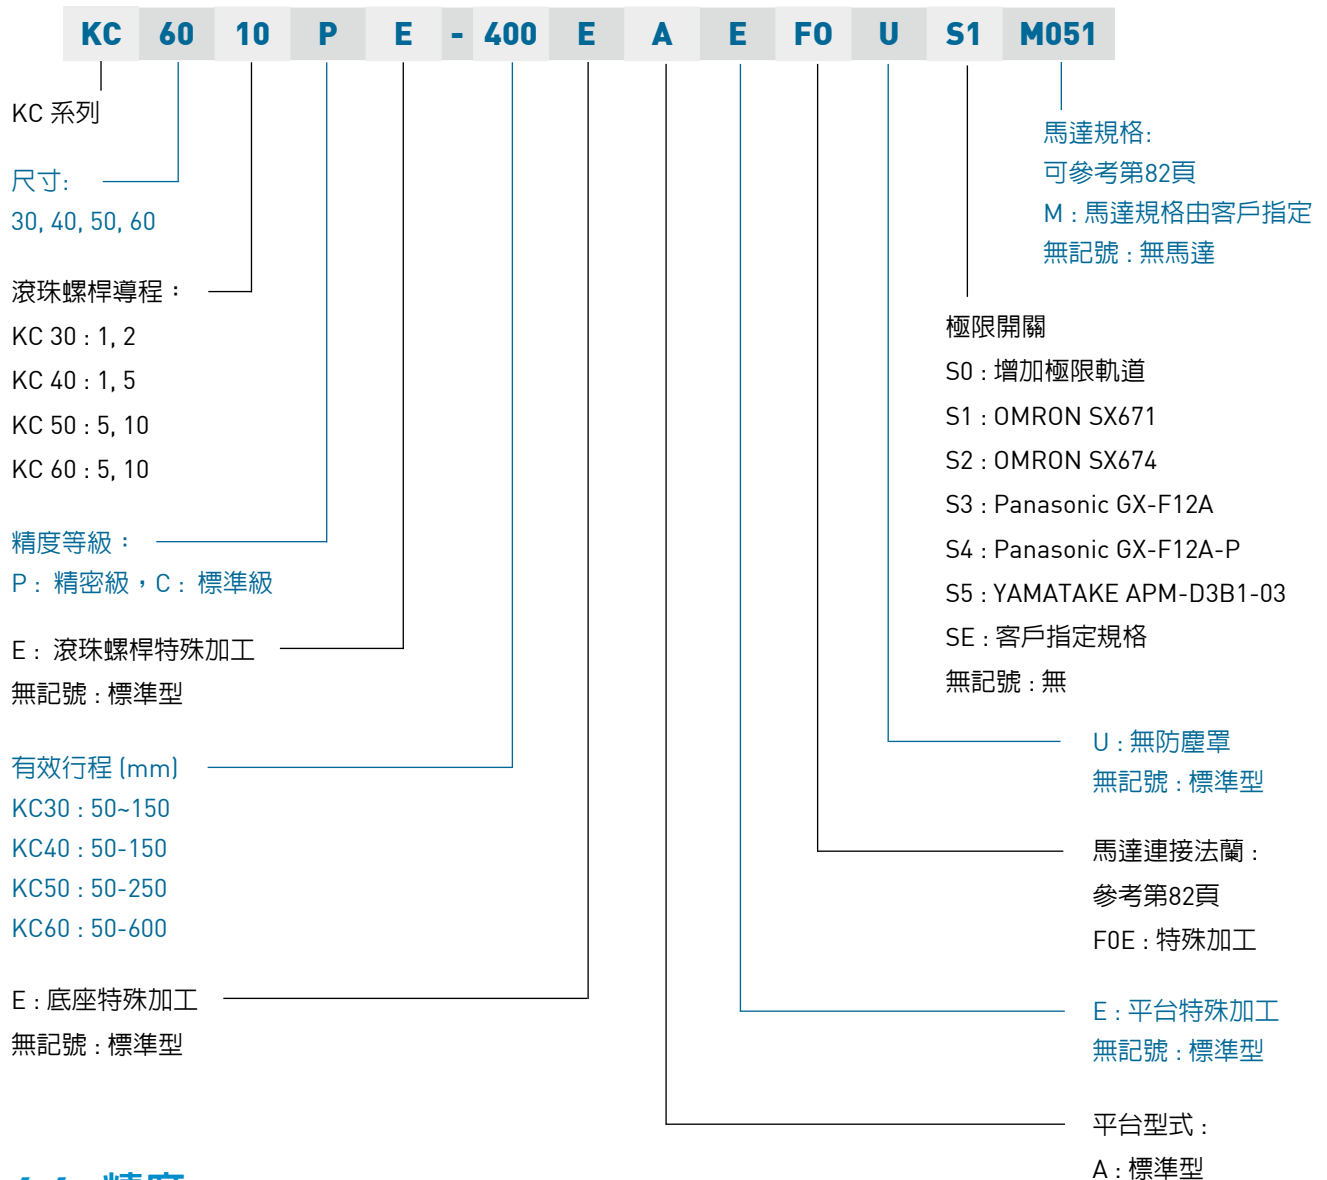 KC 60 10 P E - 400 E A E F0 U S1 M051
KC 系列
尺寸:
30, 40, 50, 60
滾珠螺桿導程：
KC 30 : 1, 2
KC 40 : 1, 5
KC 50 : 5, 10
KC 60 : 5, 10
精度等級：
P : 精密級，C : 標準級
E : 滾珠螺桿特殊加工
無記號 : 標準型
有效行程 (mm)
KC30 : 50~150
KC40 : 50-150
KC50 : 50-250
KC60 : 50-600
E : 底座特殊加工
無記號 : 標準型
馬達規格:
可參考第82頁
M : 馬達規格由客戶指定
無記號 : 無馬達
極限開關
S0 : 增加極限軌道
S1 : OMRON SX671
S2 : OMRON SX674
S3 : Panasonic GX-F12A
S4 : Panasonic GX-F12A-P
S5 : YAMATAKE APM-D3B1-03
SE : 客戶指定規格
無記號 : 無
U : 無防塵罩
無記號 : 標準型
馬達連接法蘭 :
參考第82頁
F0E : 特殊加工
E : 平台特殊加工
無記號 : 標準型
平台型式 :
A : 標準型